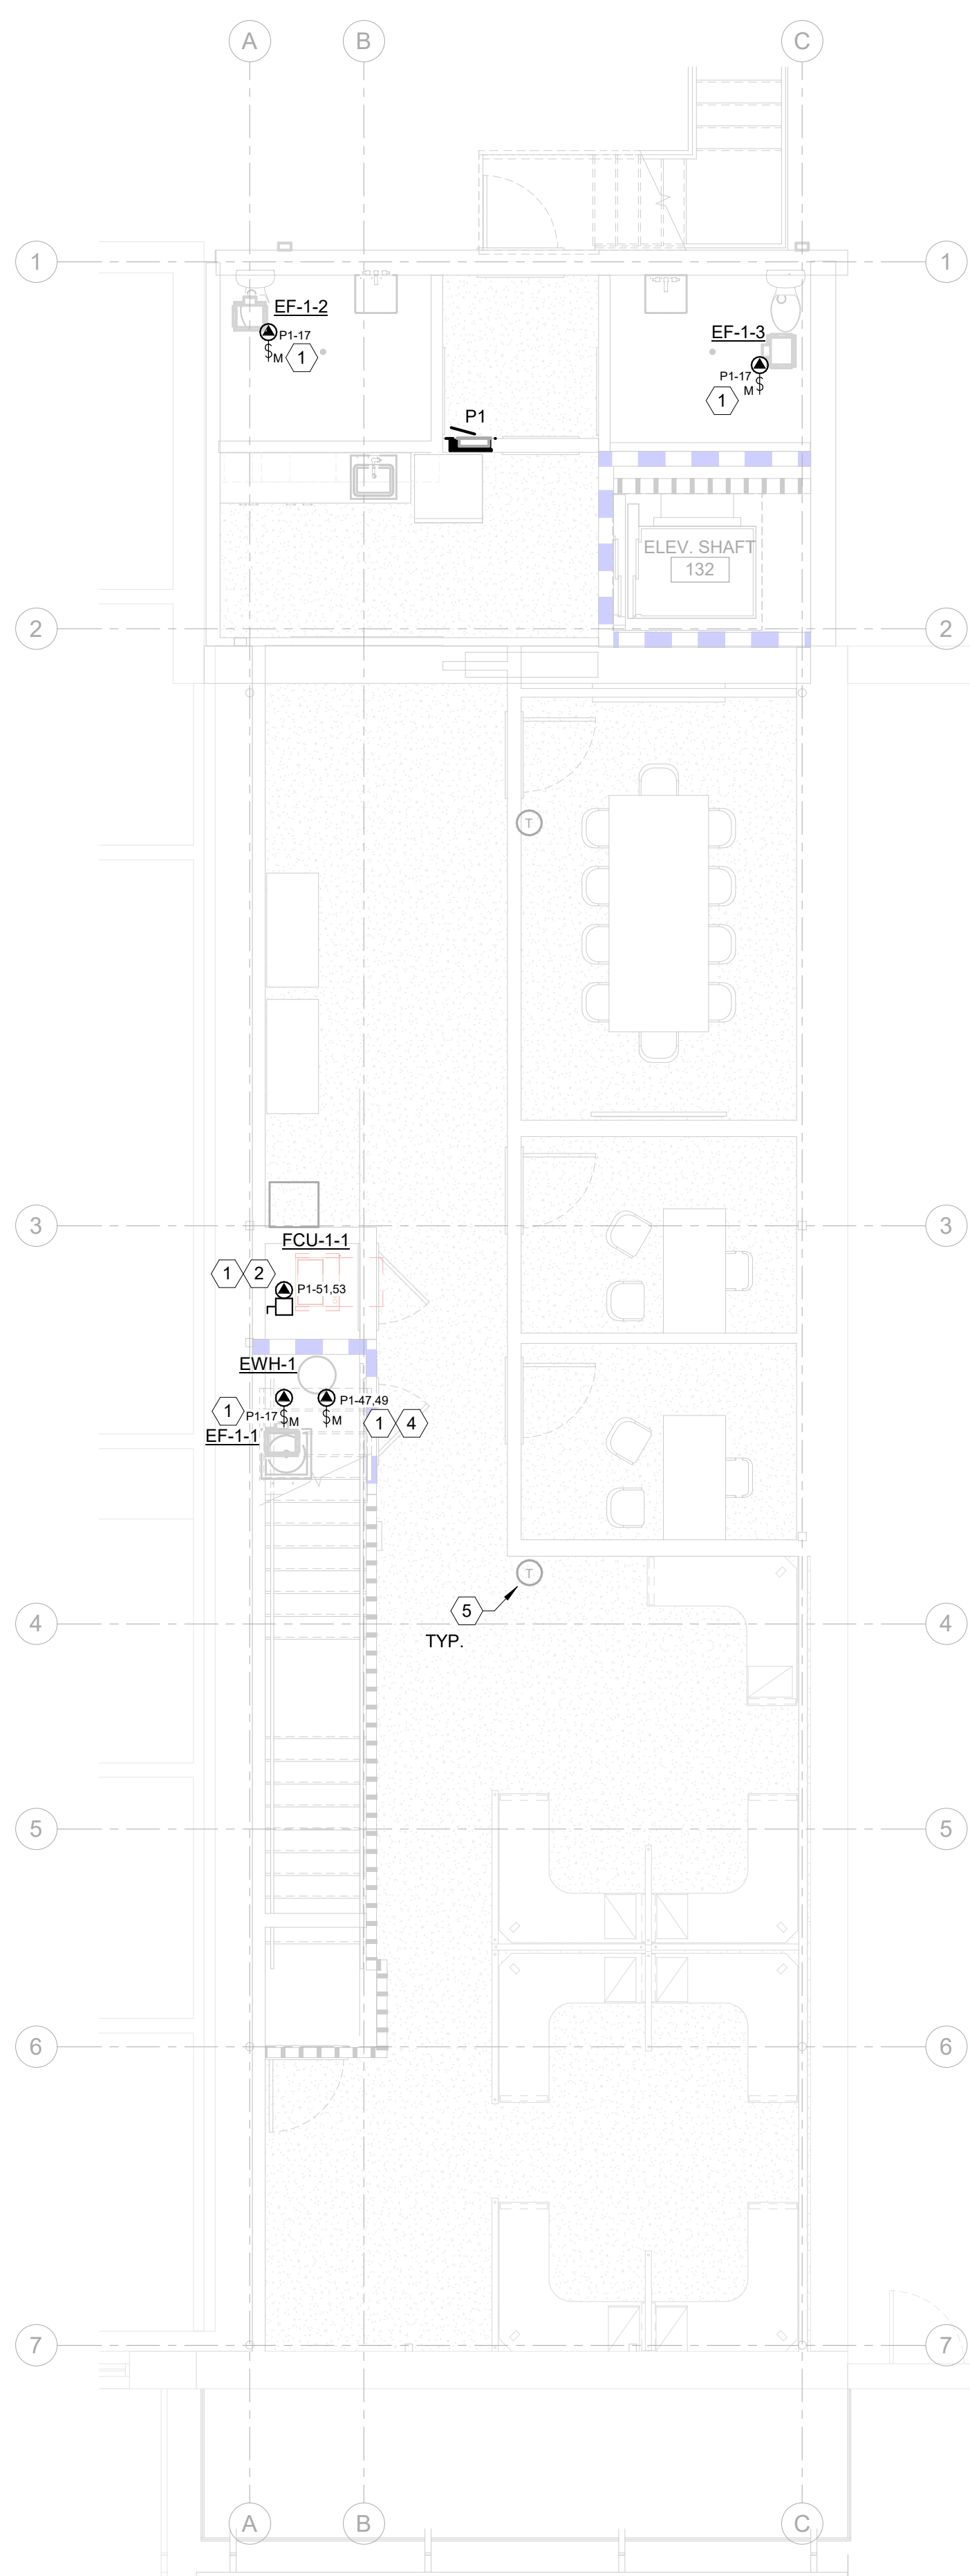 A B C
1 1
EF-1-2
P1-17
M 1
EF-1-3
P1-17
M
1
P1
ELEV. SHAFT
132
2 2
T
3 3
FCU-1-1
1 2
P1-51,53
EWH-1
1
P1-17
M
P1-47,49
M
1 4
EF-1-1
T
5
TYP.
4 4
5 5
6 6
7 7
A B C